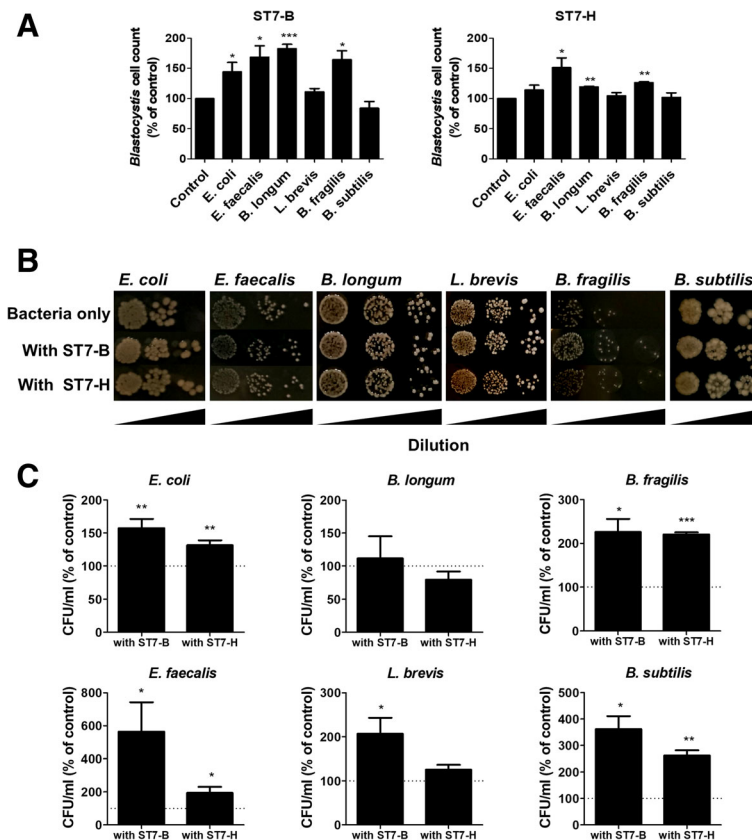 A
ST7-B
ST7-H
Blastocystis cell count
(% of control)
200
150
100
50
0
*
*
***
*
Control
E. coli
E. faecalis
B. longum
L. brevis
B. fragilis
B. subtilis
Blastocystis cell count
(% of control)
200
150
100
50
0
*
**
**
Control
E. coli
E. faecalis
B. longum
L. brevis
B. fragilis
B. subtilis
B
E. coli E. faecalis B. longum L. brevis B. fragilis B. subtilis
Bacteria only
With ST7-B
With ST7-H
Dilution
C
E. coli
CFU/ml (% of control)
200
150
100
50
0
** **
with ST7-B with ST7-H
B. longum
CFU/ml (% of control)
200
150
100
50
0
with ST7-B with ST7-H
B. fragilis
CFU/ml (% of control)
300
200
100
0
* ***
with ST7-B with ST7-H
E. faecalis
CFU/ml (% of control)
800
600
400
200
0
* *
with ST7-B with ST7-H
L. brevis
CFU/ml (% of control)
300
200
100
0
*
with ST7-B with ST7-H
B. subtilis
CFU/ml (% of control)
500
400
300
200
100
0
* **
with ST7-B with ST7-H